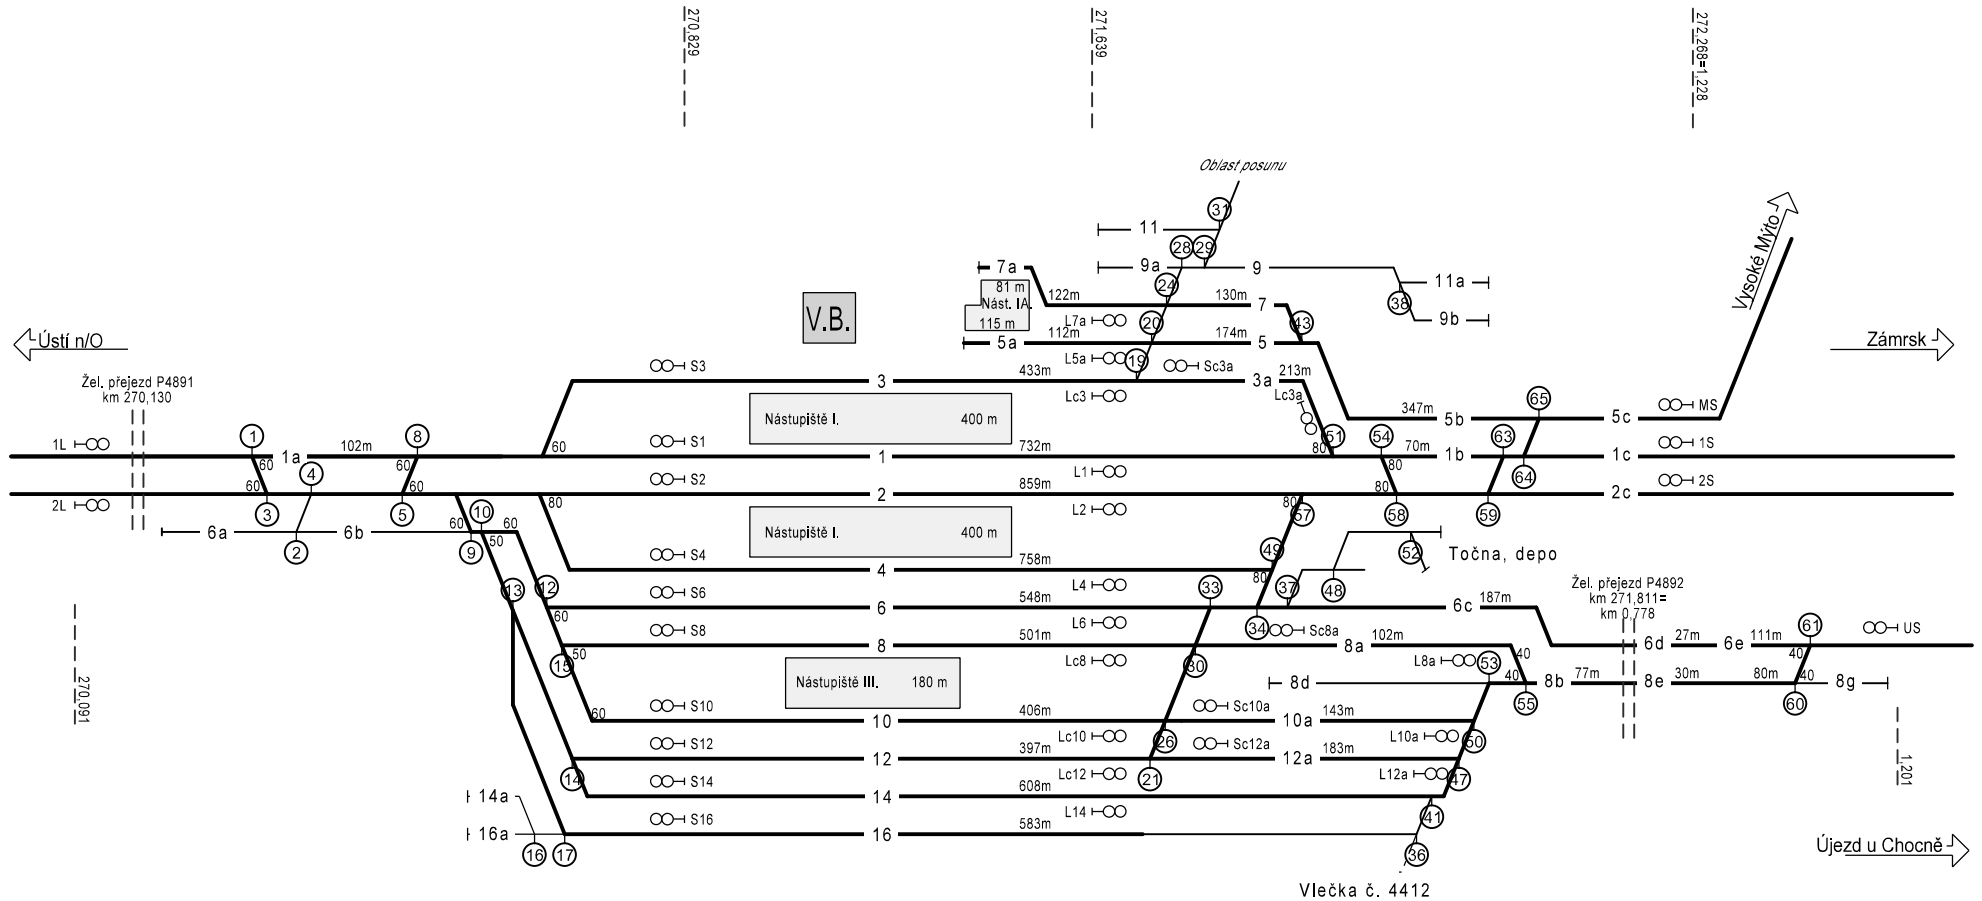 270,829
271,639
272,268=1,228
Oblast posunu
31
11
28
29
9a
9
7a
11a
81 m
Nást. IA.
115 m
24
122m
130m
7
38
9b
Vysoké Mýto
V.B.
L7a
20
43
112m
174m
5a
5
Ústí n/O
Zámrsk
L5a
19
Sc3a
S3
433m
3
3a
213m
Žel. přejezd P4891
km 270,130
Lc3
Lc3a
65
Nástupiště I.
400 m
347m
5b
5c
MS
1L
1
8
60
S1
51
54
63
1S
1a
102m
60
60
732m
1
80
70m
1b
1c
4
L1
80
64
S2
2S
60
60
80
859m
2
80
80
2c
2L
3
5
10
L2
57
58
59
6a
6b
60
60
Nástupiště I.
400 m
2
9
50
52
Točna, depo
S4
49
758m
4
80
13
12
L4
33
37
48
Žel. přejezd P4892
km 271,811=
km 0,778
S6
548m
6
6c
187m
60
L6
34
S8
Sc8a
61
US
501m
8
8a
102m
6d
27m
6e
111m
50
15
Lc8
30
L8a
53
40
40
Nástupiště III.
180 m
8d
40
8b
77m
8e
30m
80m
40
8g
270,091
55
60
S10
Sc10a
60
406m
10
10a
143m
Lc10
26
L10a
50
S12
Sc12a
1,201
397m
12
12a
183m
14
Lc12
21
L12a
47
S14
14a
608m
14
L14
41
S16
16a
583m
16
16
17
36
Újezd u Chocně
Vlečka č. 4412